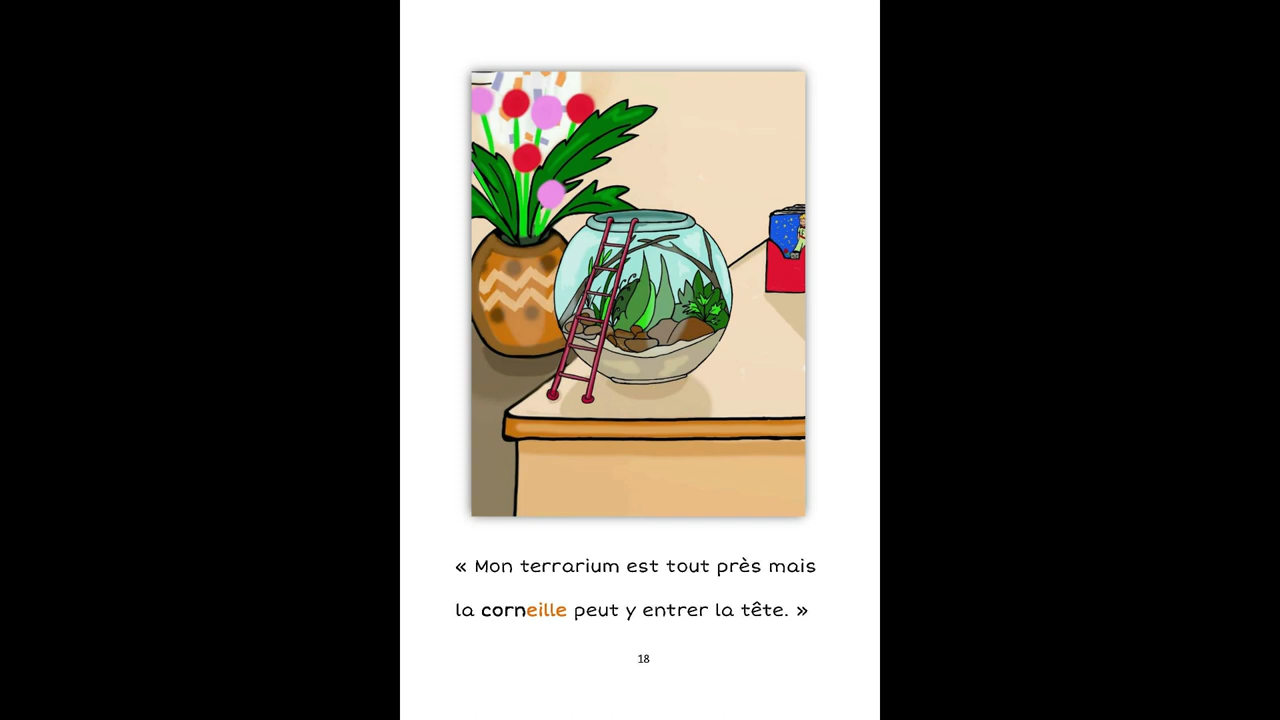 « Mon terrarium est tout près mais
la corneille peut y entrer la tête. »
18